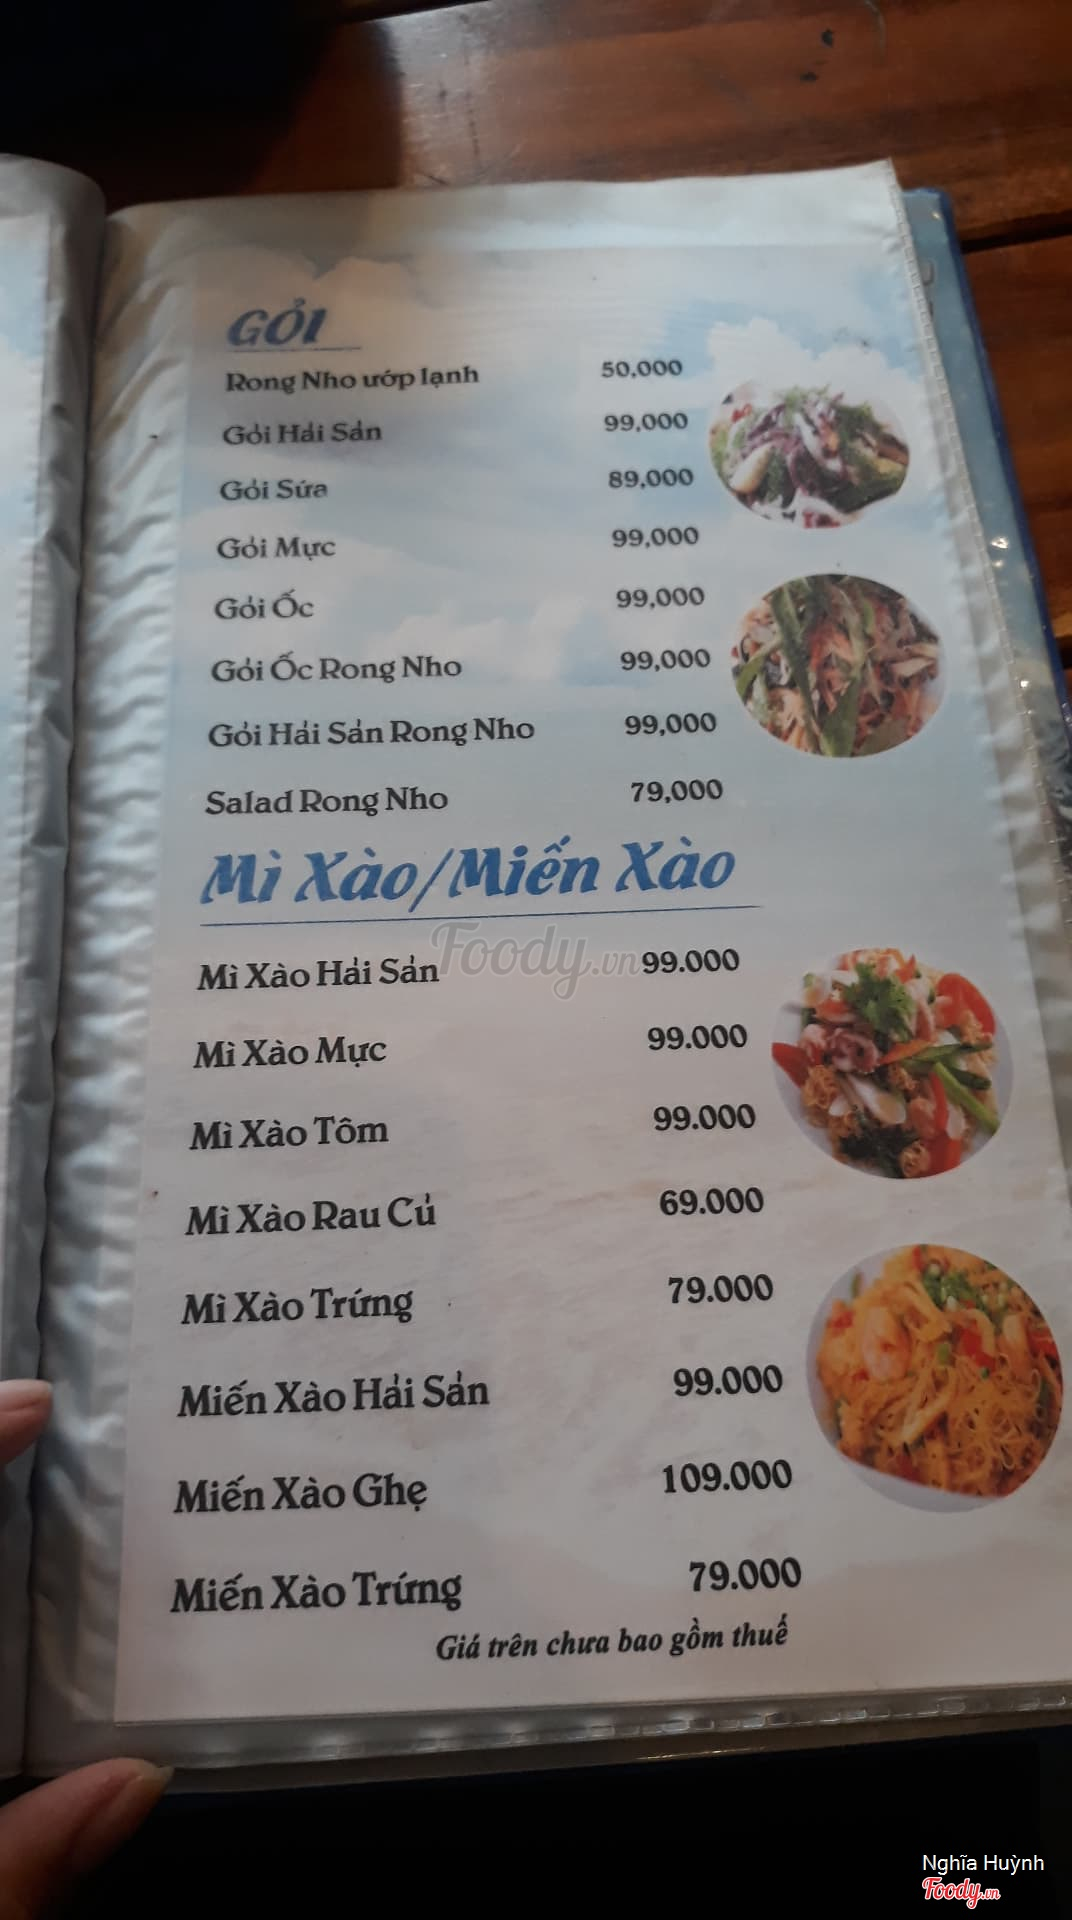 GỎI
Rong Nho ướp lạnh 50,000
Gỏi Hải Sản 99,000
Gỏi Sứa 89,000
Gỏi Mực 99,000
Gỏi Ốc 99,000
Gỏi Ốc Rong Nho 99,000
Gỏi Hải Sản Rong Nho 99,000
Salad Rong Nho 79,000
Mì Xào/Miến Xào
Foody.vn
Mì Xào Hải Sản 99.000
Mì Xào Mực 99.000
Mì Xào Tôm 99.000
Mì Xào Rau Củ 69.000
Mì Xào Trứng 79.000
Miến Xào Hải Sản 99.000
Miến Xào Ghẹ 109.000
Miến Xào Trứng 79.000
Giá trên chưa bao gồm thuế
Nghĩa Huỳnh
Foody.vn